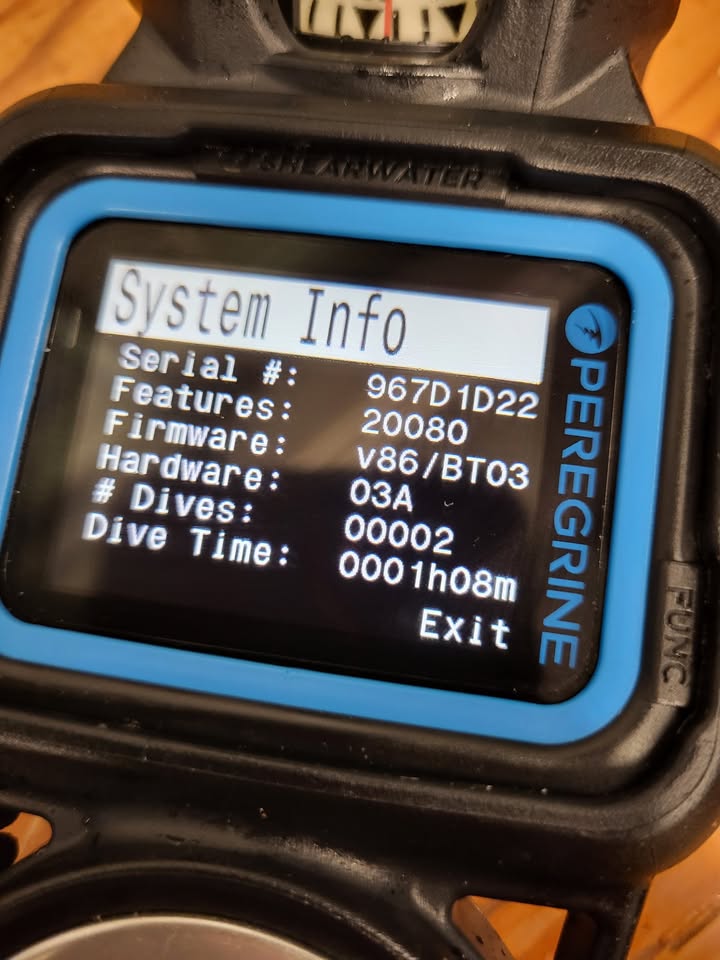 SHEARWATER
System Info
Serial #: 967D1D22
Features: 20080
Firmware: v86/BT03
Hardware: 03A
# Dives: 00002
Dive Time: 0001h08m
Exit
PEREGRINE
FUNC